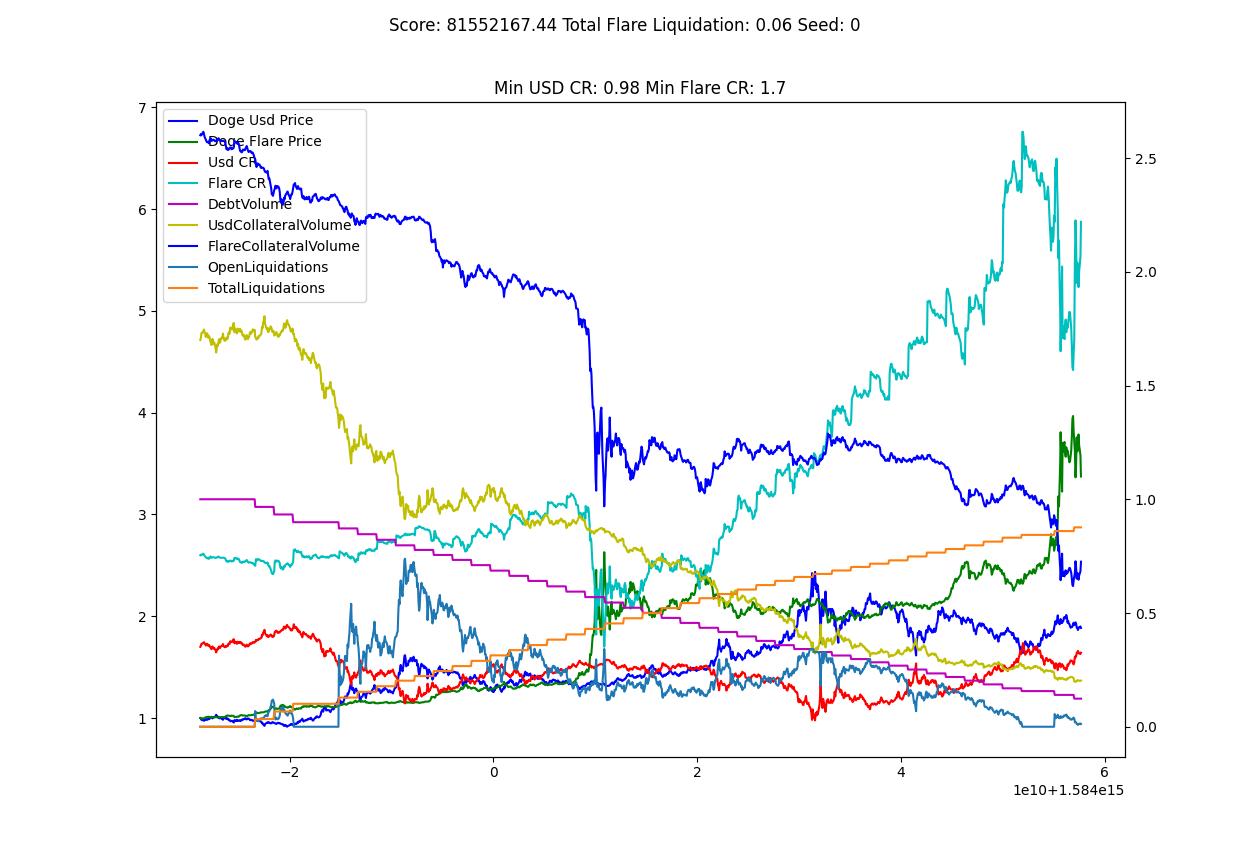 Score: 81552167.44 Total Flare Liquidation: 0.06 Seed: 0
Min USD CR: 0.98 Min Flare CR: 1.7
7
6
5
4
3
2
1
Doge Usd Price
Doge Flare Price
Usd CR
Flare CR
DebtVolume
UsdCollateralVolume
FlareCollateralVolume
OpenLiquidations
TotalLiquidations
2.5
2.0
1.5
1.0
0.5
0.0
−2 0 2 4 6
1e10+1.584e15